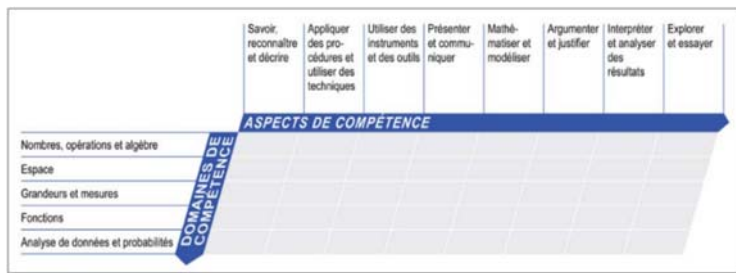 Savoir,
reconnaître
et décrire
Appliquer
des pro-
cédures et
utiliser des
techniques
Utiliser des
instruments
et des outils
Présenter
et commu-
niquer
Mathé-
matiser et
modéliser
Argumenter
et justifier
Interpréter
et analyser
des
résultats
Explorer
et essayer
ASPECTS DE COMPÉTENCE
DOMAINES DE
COMPÉTENCE
Nombres, opérations et algèbre
Espace
Grandeurs et mesures
Fonctions
Analyse de données et probabilités